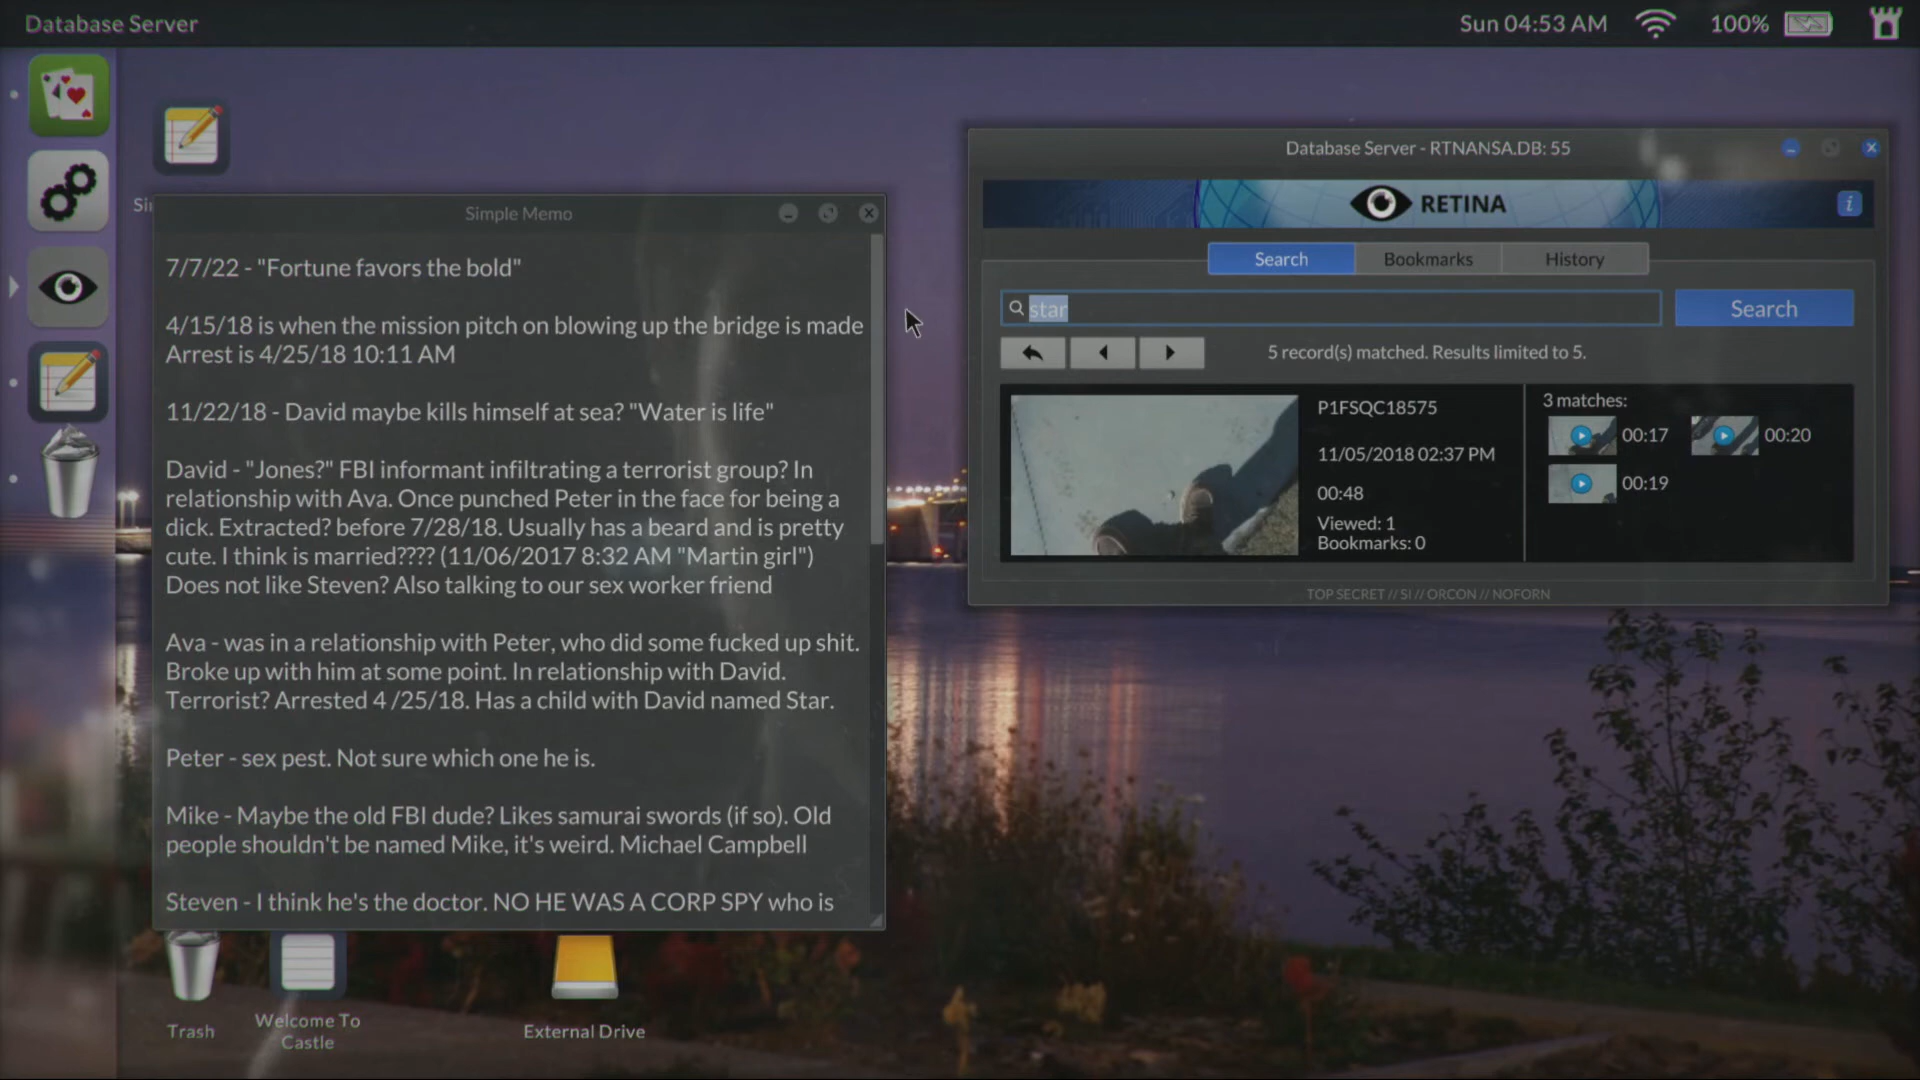 Database Server
Sun 04:53 AM
100%
Simple Memo
7/7/22 - "Fortune favors the bold"
4/15/18 is when the mission pitch on blowing up the bridge is made
Arrest is 4/25/18 10:11 AM
11/22/18 - David maybe kills himself at sea? "Water is life"
David - "Jones?" FBI informant infiltrating a terrorist group? In
relationship with Ava. Once punched Peter in the face for being a
dick. Extracted? before 7/28/18. Usually has a beard and is pretty
cute. I think is married???? (11/06/2017 8:32 AM "Martin girl")
Does not like Steven? Also talking to our sex worker friend
Ava - was in a relationship with Peter, who did some fucked up shit.
Broke up with him at some point. In relationship with David.
Terrorist? Arrested 4 /25/18. Has a child with David named Star.
Peter - sex pest. Not sure which one he is.
Mike - Maybe the old FBI dude? Likes samurai swords (if so). Old
people shouldn't be named Mike, it's weird. Michael Campbell
Steven - I think he's the doctor. NO HE WAS A CORP SPY who is
Trash
Welcome To
Castle
External Drive
Database Server - RTNANSA.DB: 55
RETINA
i
Search
Bookmarks
History
star
Search
5 record(s) matched. Results limited to 5.
P1FSQC18575
11/05/2018 02:37 PM
00:48
Viewed: 1
Bookmarks: 0
3 matches:
00:17
00:20
00:19
TOP SECRET // SI // ORCON // NOFORN